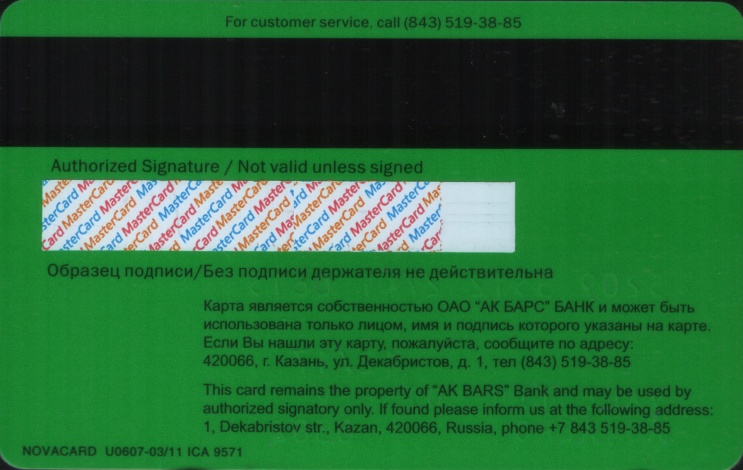 For customer service, call (843) 519-38-85
Authorized Signature / Not valid unless signed
MasterCard MasterCard MasterCard MasterCard
Образец подписи/Без подписи держателя не действительна
Карта является собственностью ОАО "АК БАРС" БАНК и может быть
использована только лицом, имя и подпись которого указаны на карте.
Если Вы нашли эту карту, пожалуйста, сообщите по адресу:
420066, г. Казань, ул. Декабристов, д. 1, тел (843) 519-38-85
This card remains the property of "AK BARS" Bank and may be used by
authorized signatory only. If found please inform us at the following address:
1, Dekabristov str., Kazan, 420066, Russia, phone +7 843 519-38-85
NOVACARD U0607-03/11 ICA 9571